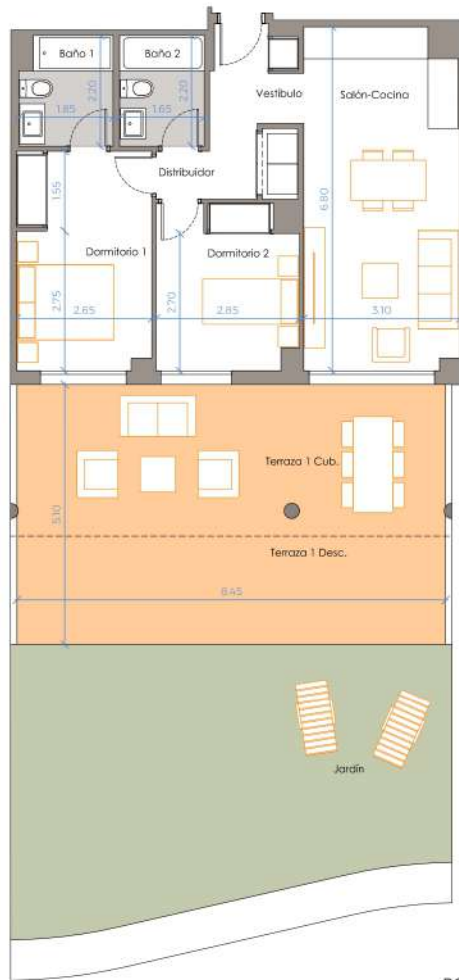 Baño 1
Baño 2
2.20
2.20
1.85
1.65
Vestíbulo
Salón-Cocina
Distribuidor
1.55
6.80
Dormitorio 1
Dormitorio 2
2.75
2.70
2.65
2.85
3.10
Terraza 1 Cub.
5.10
Terraza 1 Desc.
8.45
Jardín